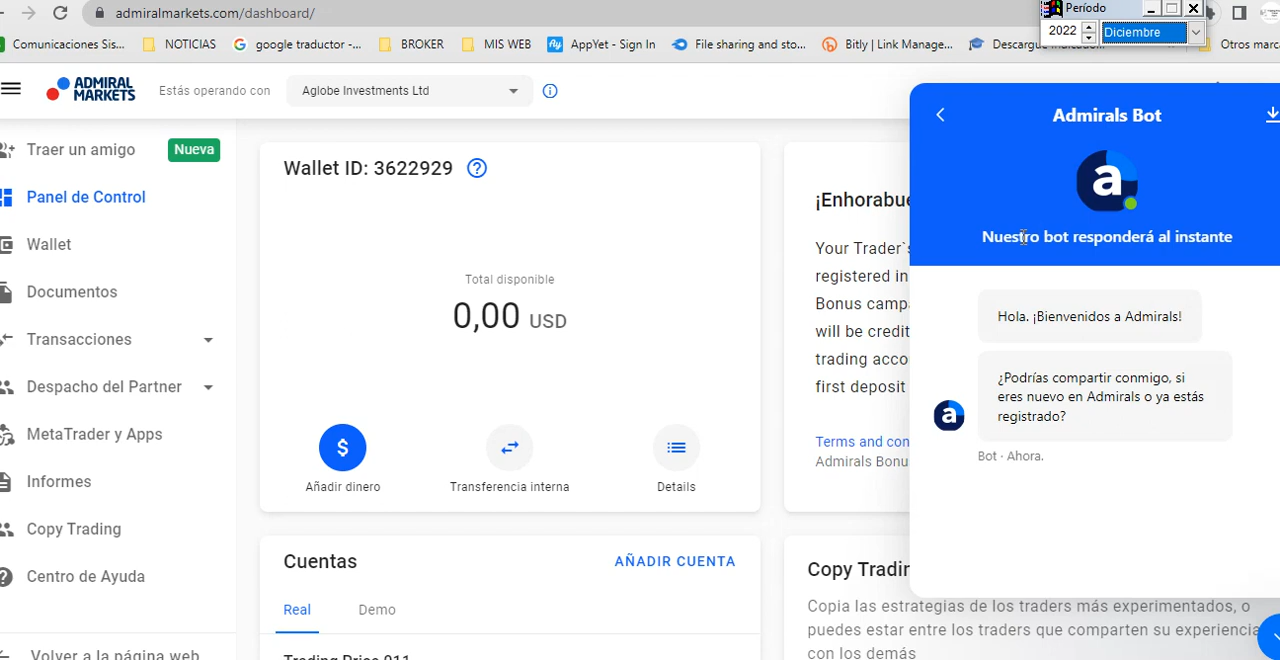 Período
2022
Diciembre
admiralmarkets.com/dashboard/
Comunicaciones Sis...
NOTICIAS
google traductor -...
BROKER
MIS WEB
AppYet - Sign In
File sharing and sto...
Bitly | Link Manage...
Otros mar
ADMIRAL
MARKETS
Estás operando con
Aglobe Investments Ltd
Traer un amigo
Nueva
Panel de Control
Wallet
Documentos
Transacciones
Despacho del Partner
MetaTrader y Apps
Informes
Copy Trading
Centro de Ayuda
Volver a la página web
Wallet ID: 3622929
Total disponible
0,00 USD
Añadir dinero
Transferencia interna
Details
Cuentas
AÑADIR CUENTA
Real
Demo
¡Enhorabue
Your Trader`s
registered in
Bonus campa
will be credit
trading acco
first deposit
Terms and con
Admirals Bonu
Copy Tradin
Copia las estrategias de los traders más experimentados, o
puedes estar entre los traders que comparten su experiencia
con los demás
Admirals Bot
a
Nuestro bot responderá al instante
Hola. ¡Bienvenidos a Admirals!
¿Podrías compartir conmigo, si
eres nuevo en Admirals o ya estás
registrado?
a
Bot · Ahora.